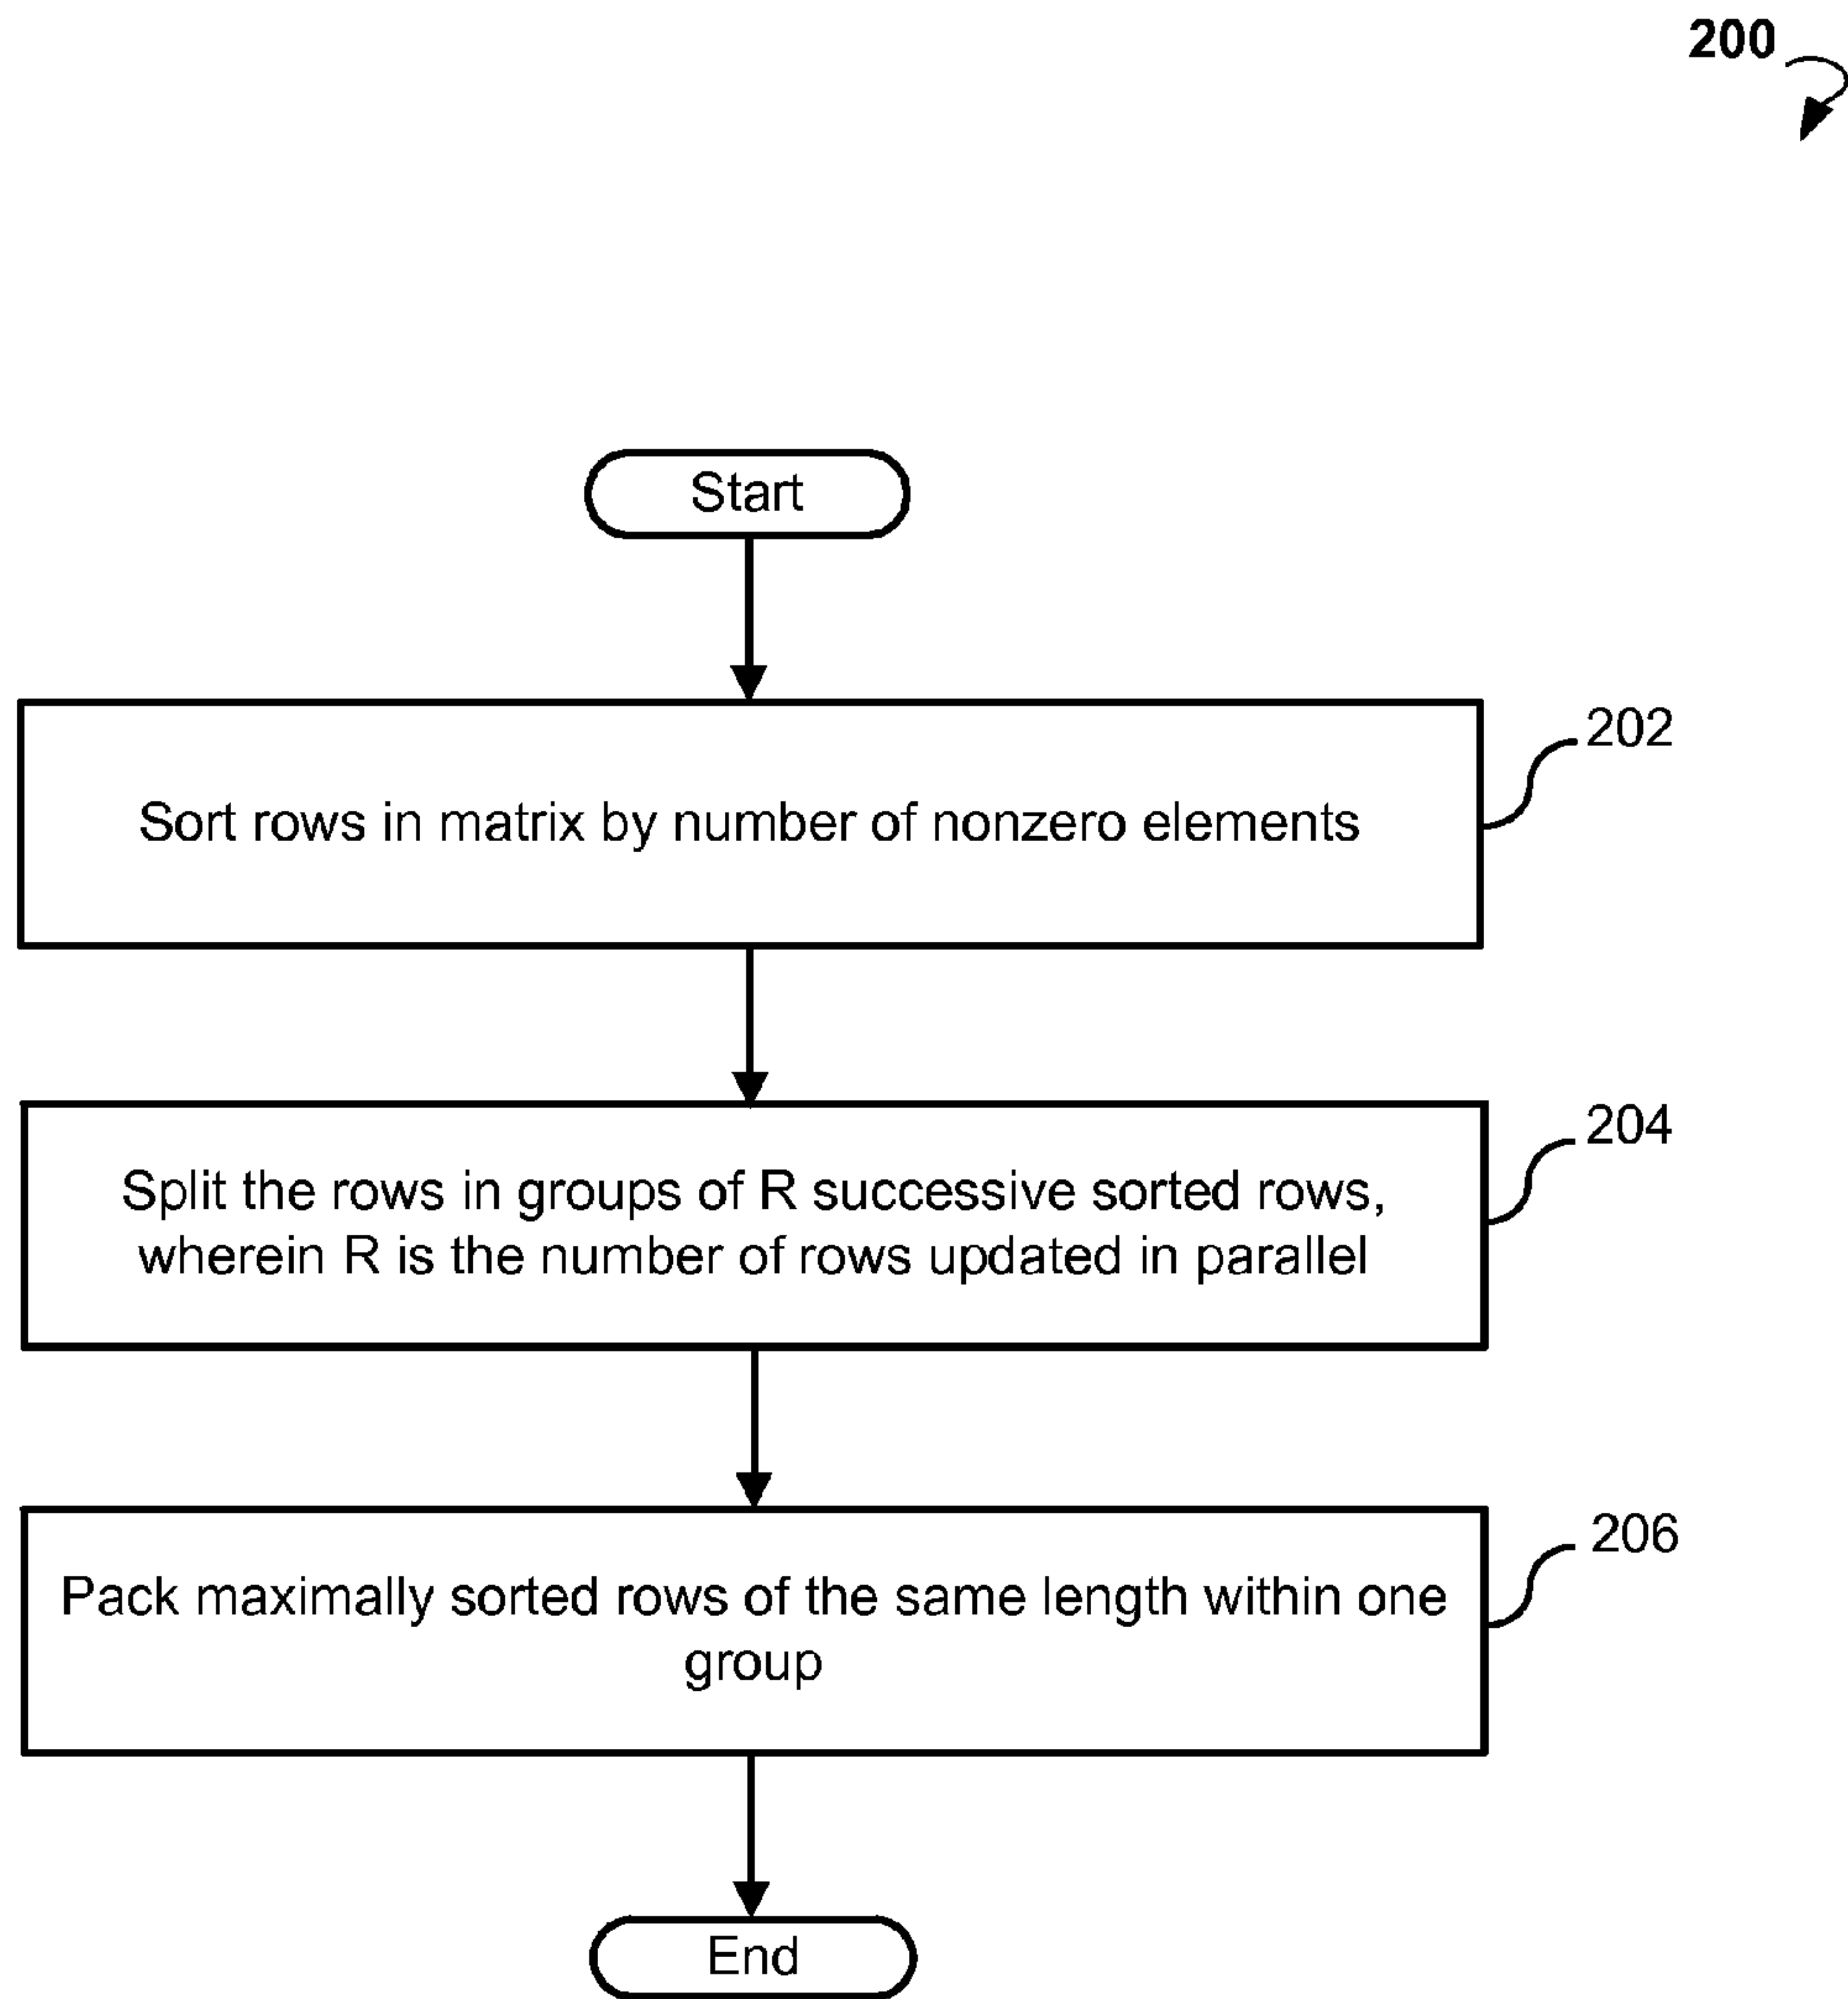 200
Start
202
Sort rows in matrix by number of nonzero elements
204
Split the rows in groups of R successive sorted rows,
wherein R is the number of rows updated in parallel
206
Pack maximally sorted rows of the same length within one
group
End